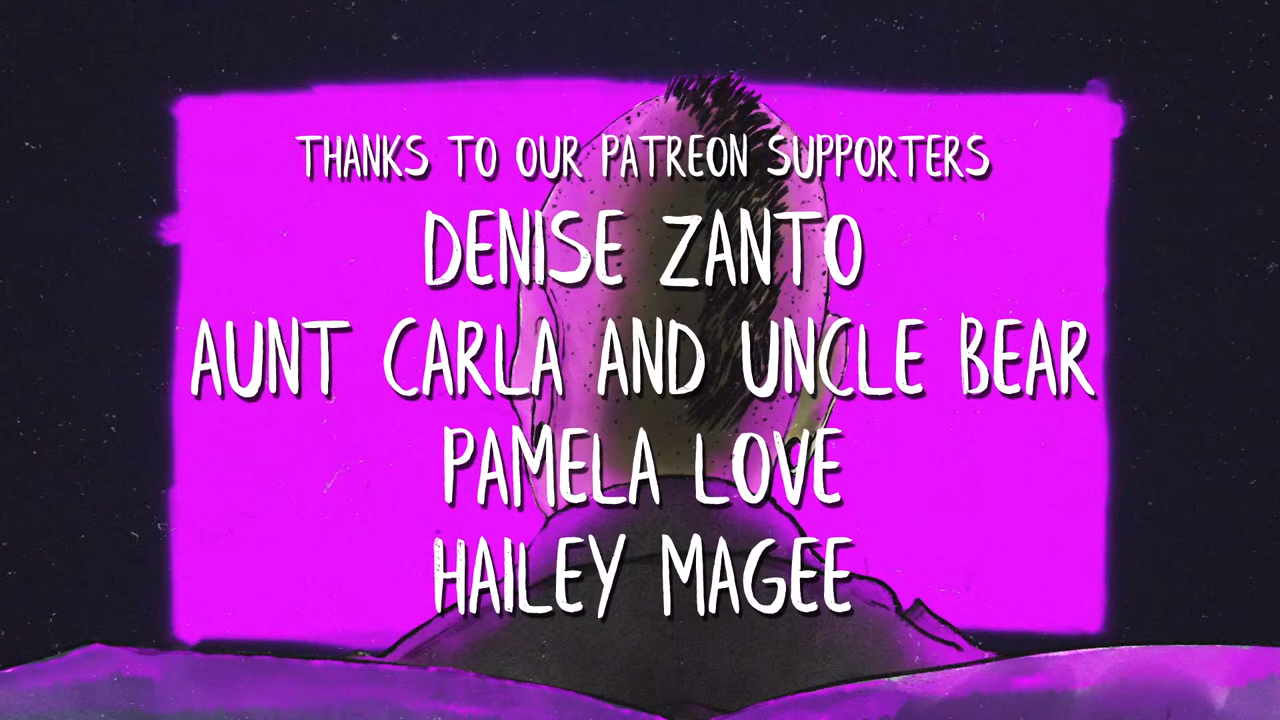 THANKS TO OUR PATREON SUPPORTERS
DENISE ZANTO
AUNT CARLA AND UNCLE BEAR
PAMELA LOVE
HAILEY MAGEE